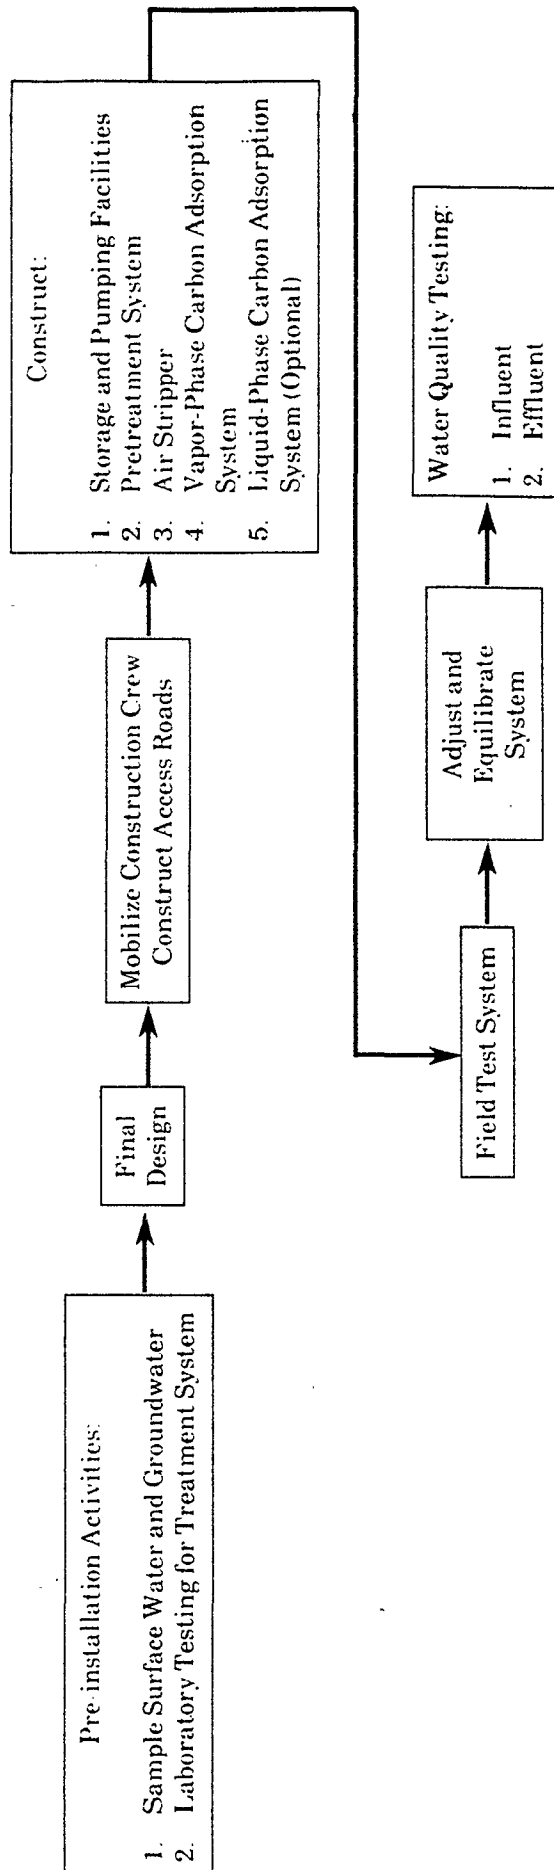 Pre-installation Activities:
1. Sample Surface Water and Groundwater
2. Laboratory Testing for Treatment System
Final
Design
Mobilize Construction Crew
Construct Access Roads
Construct:
1. Storage and Pumping Facilities
2. Pretreatment System
3. Air Stripper
4. Vapor-Phase Carbon Adsorption
System
5. Liquid-Phase Carbon Adsorption
System (Optional)
Field Test System
Adjust and
Equilibrate
System
Water Quality Testing:
1. Influent
2. Effluent